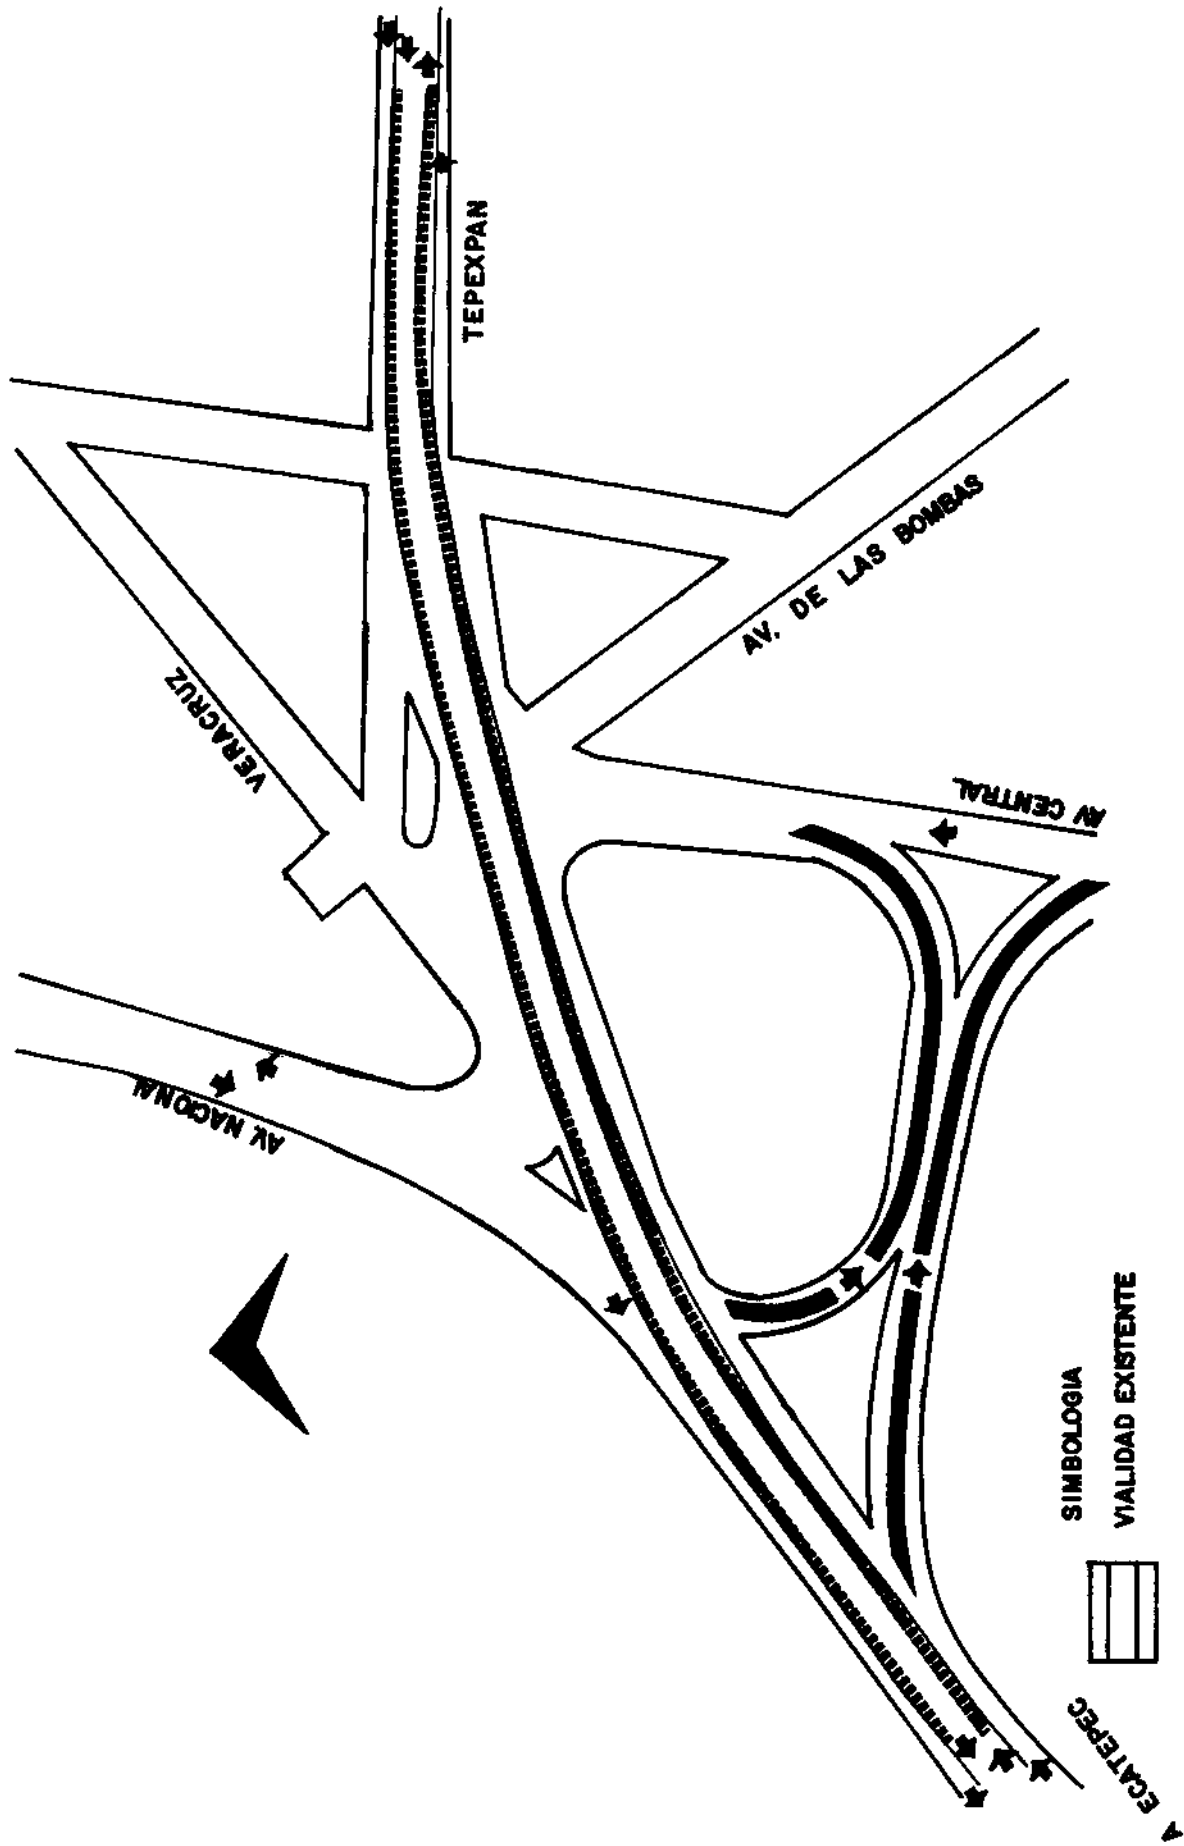 TEPEXPAN
VERACRUZ
AV. DE LAS BOMBAS
AV CENTRAL
AV. NACIONAL
SIMBOLOGIA
VIALIDAD EXISTENTE
A ECATEPEC